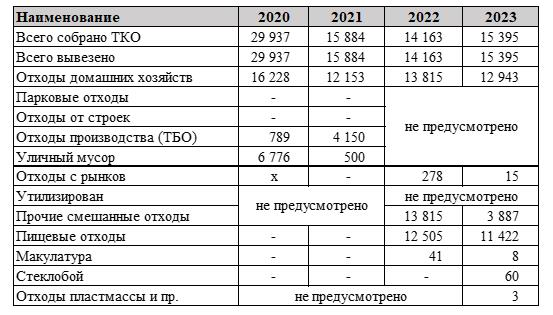 Наименование 2020 2021 2022 2023
Всего собрано ТКО 29 937 15 884 14 163 15 395
Всего вывезено 29 937 15 884 14 163 15 395
Отходы домашних хозяйств 16 228 12 153 13 815 12 943
Парковые отходы - -
Отходы от строек - -
не предусмотрено
Отходы производства (ТБО) 789 4 150
Уличный мусор 6 776 500
Отходы с рынков х - 278 15
Утилизирован не предусмотрено
не предусмотрено
Прочие смешанные отходы 13 815 3 887
Пищевые отходы - - 12 505 11 422
Макулатура - - 41 8
Стеклобой - - - 60
Отходы пластмассы и пр. не предусмотрено 3